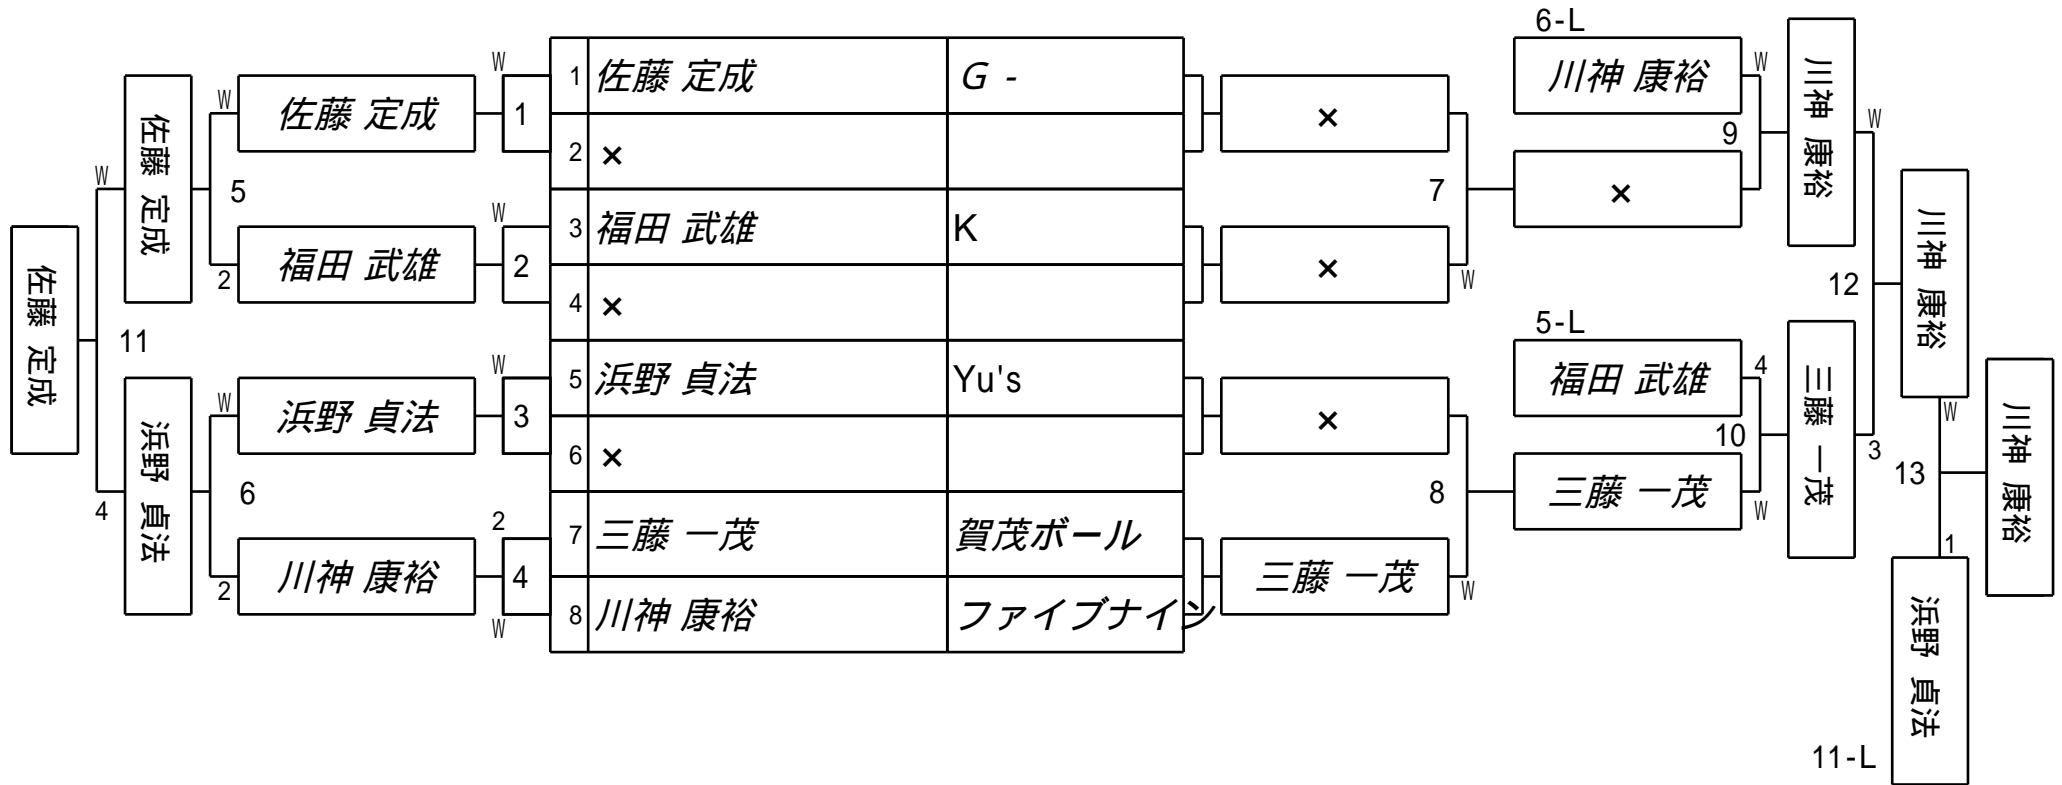 佐藤 定成
W
11
4
佐藤 定成
浜野 貞法
W
佐藤 定成
5
2
福田 武雄
W
浜野 貞法
6
2
川神 康裕
W
1
W
2
W
3
2
4
W
1 佐藤 定成 G -
2 ×
3 福田 武雄 K
4 ×
5 浜野 貞法 Yu's
6 ×
7 三藤 一茂 賀茂ボール
8 川神 康裕 ファイブナイン
×
7
×
W
×
8
三藤 一茂
W
6-L
川神 康裕
W
9
×
5-L
福田 武雄
4
10
三藤 一茂
W
川神 康裕
W
12
三藤 一茂
3
川神 康裕
W
13
1
浜野 貞法
11-L
川神 康裕